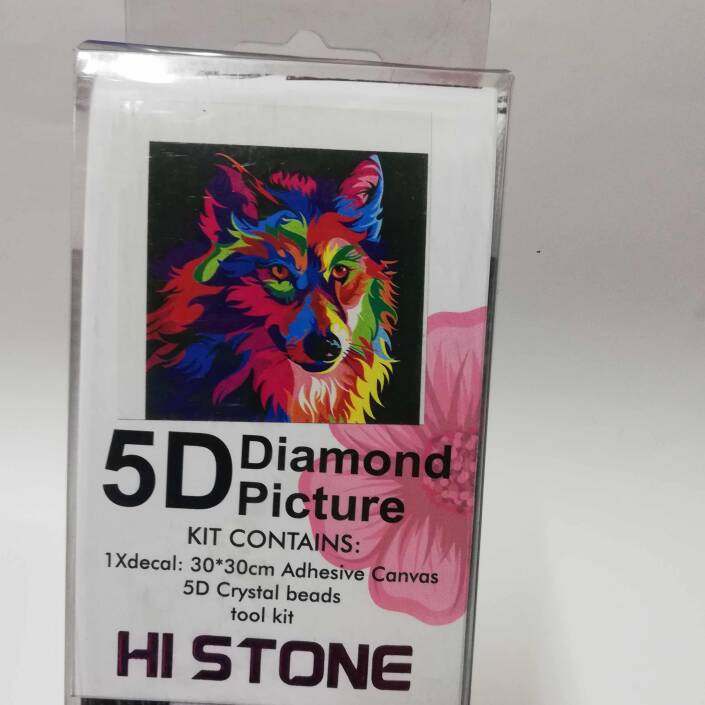 5D Diamond
Picture
KIT CONTAINS:
1Xdecal: 30*30cm Adhesive Canvas
5D Crystal beads
tool kit
HI STONE